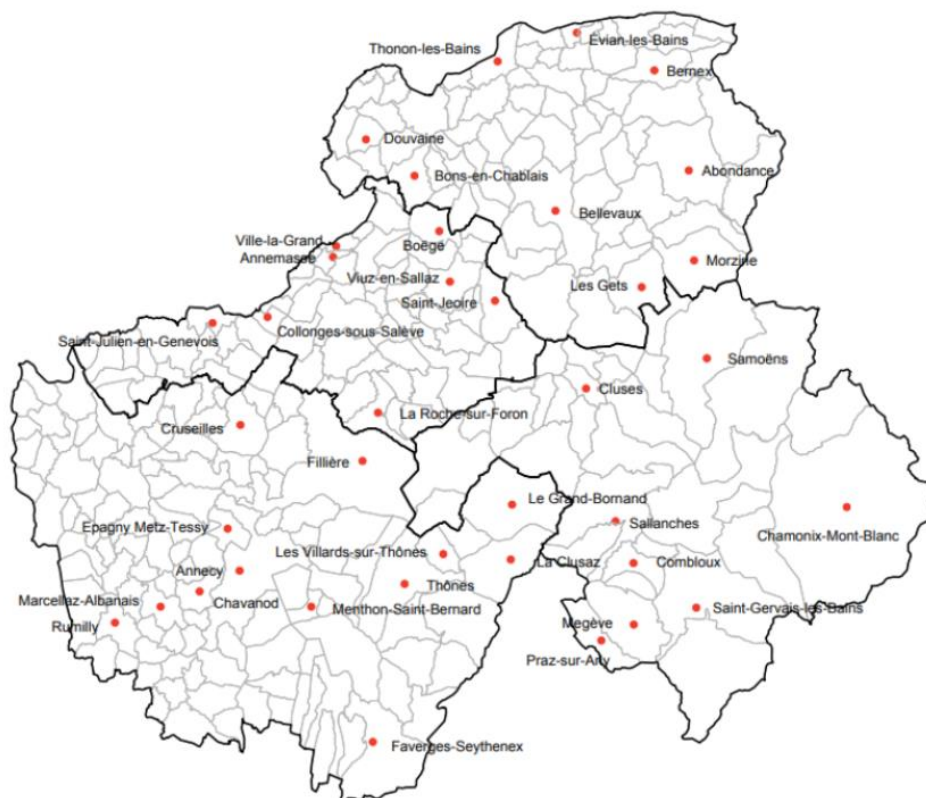 Évian-les-Bains
Thonon-les-Bains
Bernex
Douvaine
Abondance
Bons-en-Chablais
Bellevaux
Ville-la-Grand
Boëge
Annemasse
Morzine
Viuz-en-Sallaz
Les Gets
Saint-Jeoire
Collonges-sous-Salève
Saint-Julien-en-Genevois
Samoëns
Cluses
La Roche-sur-Foron
Cruseilles
Fillière
Le Grand-Bornand
Sallanches
Epagny Metz-Tessy
Chamonix-Mont-Blanc
Les Villards-sur-Thônes
La Clusaz
Combloux
Annecy
Thônes
Chavanod
Marcellaz-Albanais
Menthon-Saint-Bernard
Saint-Gervais-les-Bains
Rumilly
Megève
Praz-sur-Arly
Faverges-Seythenex